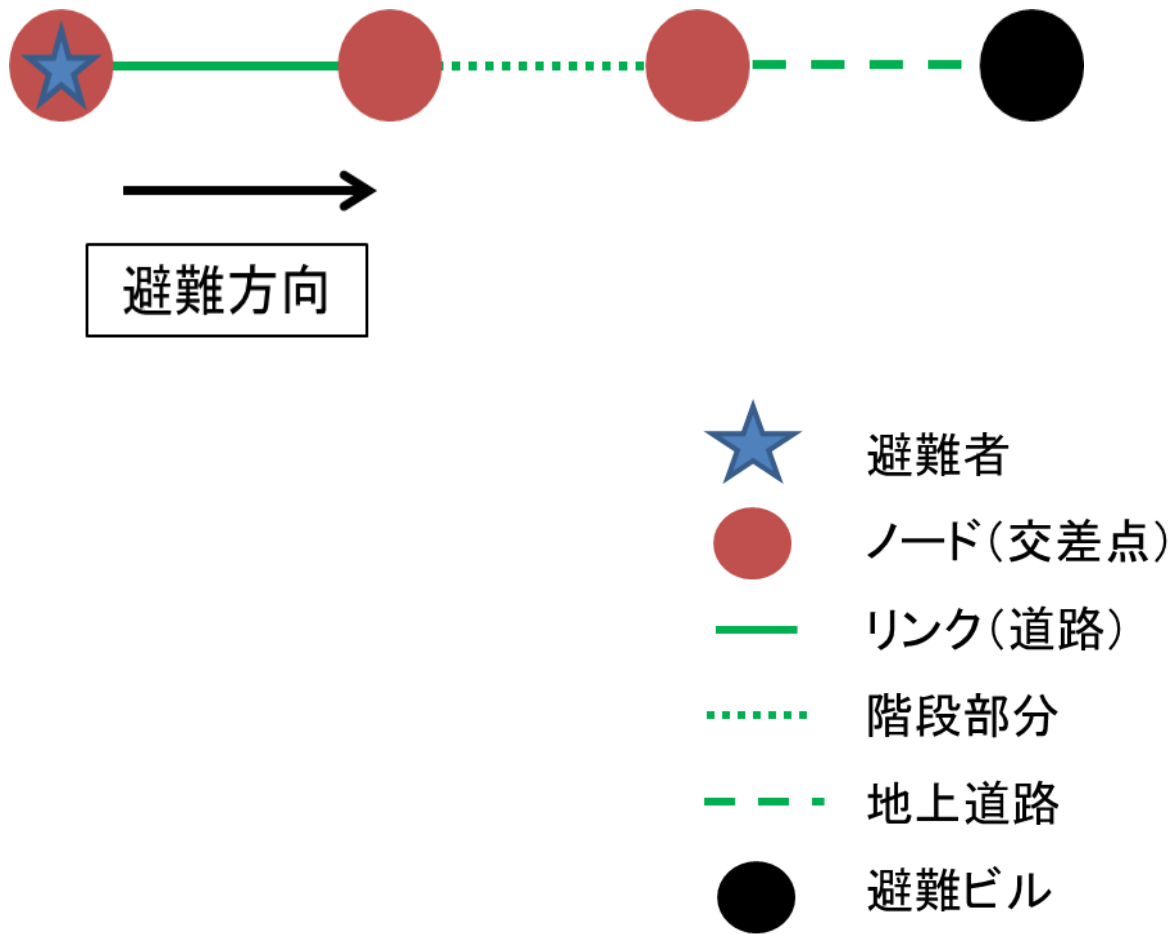 避難方向
避難者
ノード（交差点）
リンク（道路）
階段部分
地上道路
避難ビル